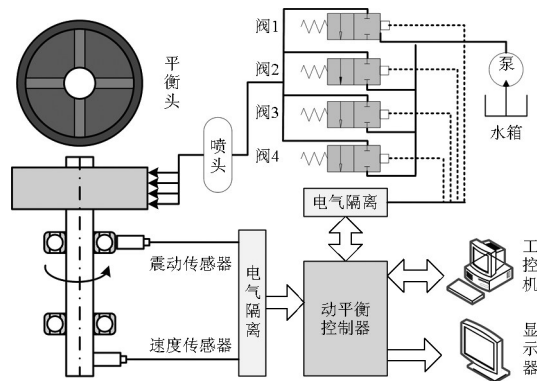 阀1
平衡头
阀2
泵
阀3
喷头
水箱
阀4
电气隔离
震动传感器
电气隔离
动平衡
控制器
工控机
速度传感器
显示器